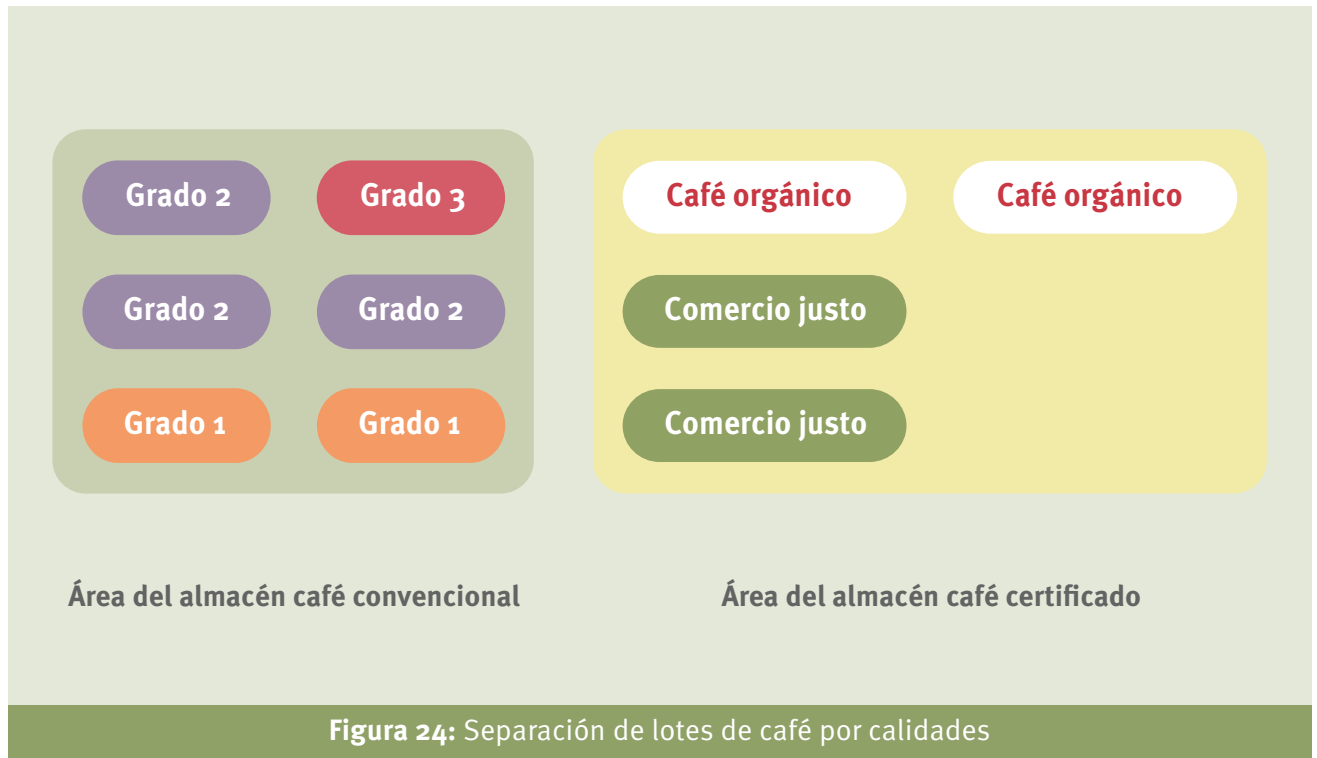 Grado 2
Grado 3
Grado 2
Grado 2
Grado 1
Grado 1
Café orgánico
Café orgánico
Comercio justo
Comercio justo
Área del almacén café convencional
Área del almacén café certificado
Figura 24: Separación de lotes de café por calidades